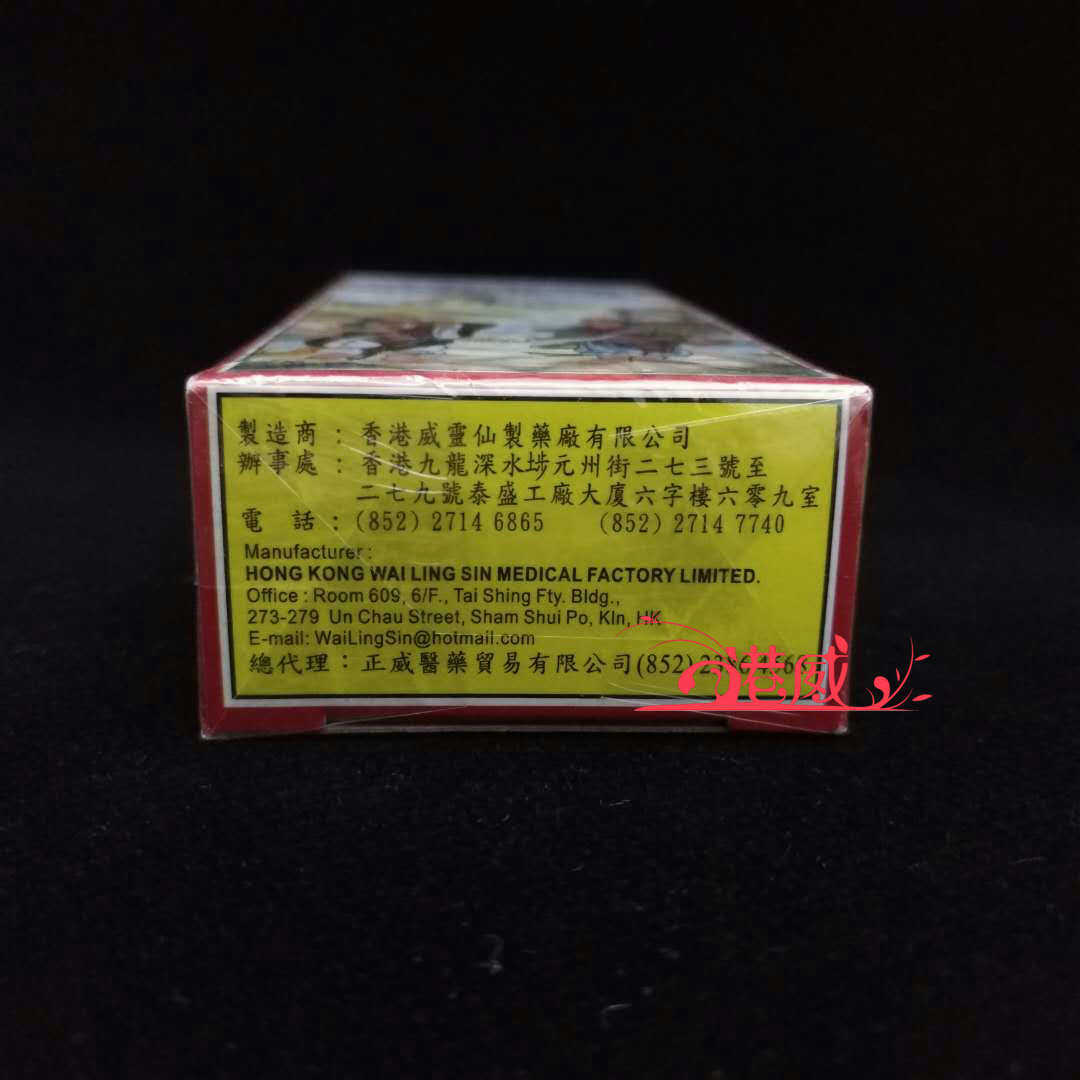 製造商：香港威靈仙製藥廠有限公司
辦事處：香港九龍深水埗元州街二七三號至
二七九號泰盛工廠大廈六字樓六零九室
電 話：(852) 2714 6865 (852) 2714 7740
Manufacturer :
HONG KONG WAI LING SIN MEDICAL FACTORY LIMITED.
Office : Room 609, 6/F., Tai Shing Fty. Bldg.,
273-279 Un Chau Street, Sham Shui Po, Kln, HK
E-mail: WaiLingSin@hotmail.com
總代理：正威醫藥貿易有限公司(852)
港威